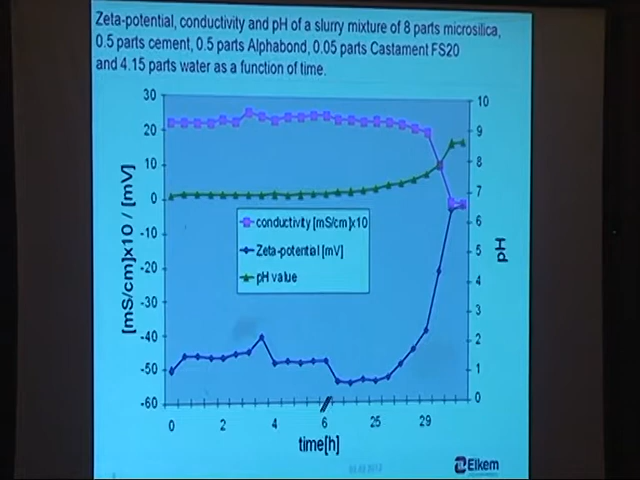 Zeta-potential, conductivity and pH of a slurry mixture of 8 parts microsilica,
0.5 parts cement, 0.5 parts Alphabond, 0.05 parts Castament FS20
and 4.15 parts water as a function of time.
30
20
10
0
-10
-20
-30
-40
-50
-60
[mS/cm]x10 / [mV]
conductivity [mS/cm]x10
Zeta-potential [mV]
pH value
10
9
8
7
6
5
4
3
2
1
0
pH
0 2 4 6 25 29
time[h]
Elkem